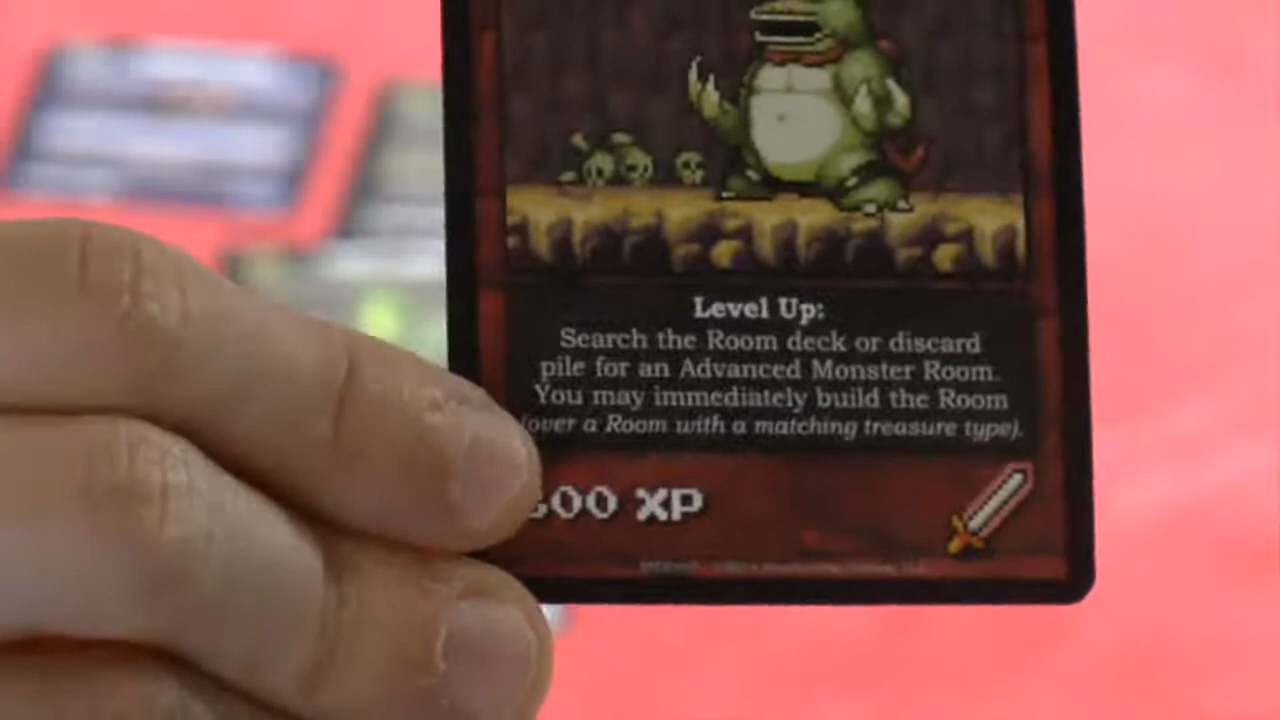 Level Up:
Search the Room deck or discard
pile for an Advanced Monster Room.
You may immediately build the Room
(over a Room with a matching treasure type).
00 XP